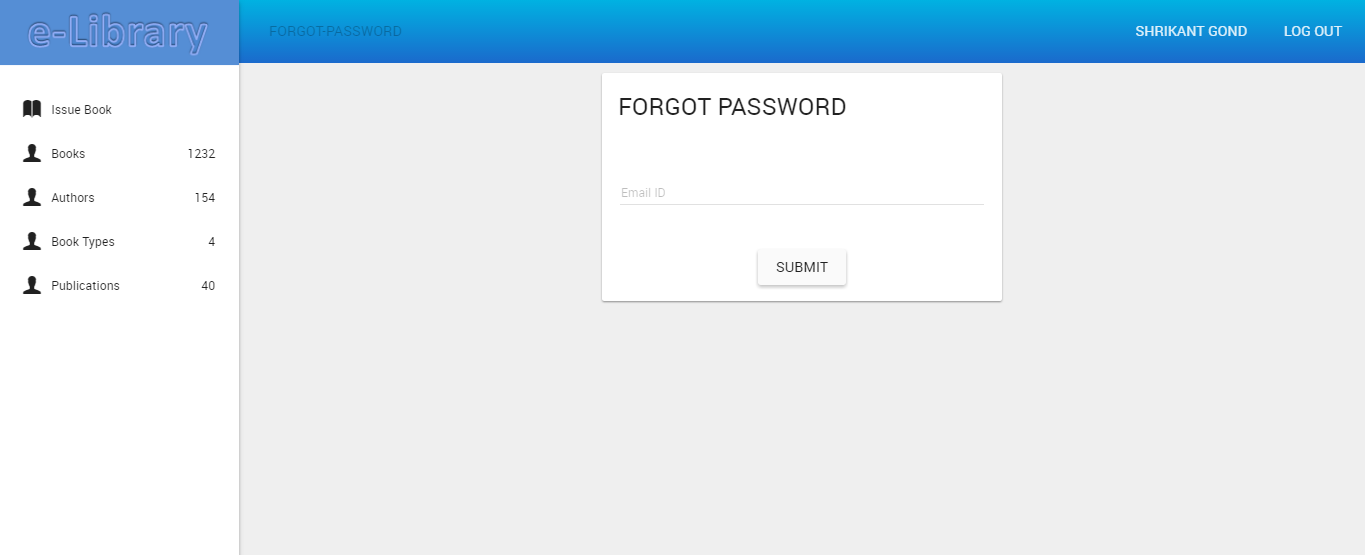 e-Library
FORGOT-PASSWORD
SHRIKANT GOND
LOG OUT
Issue Book
Books 1232
Authors 154
Book Types 4
Publications 40
FORGOT PASSWORD
Email ID
SUBMIT